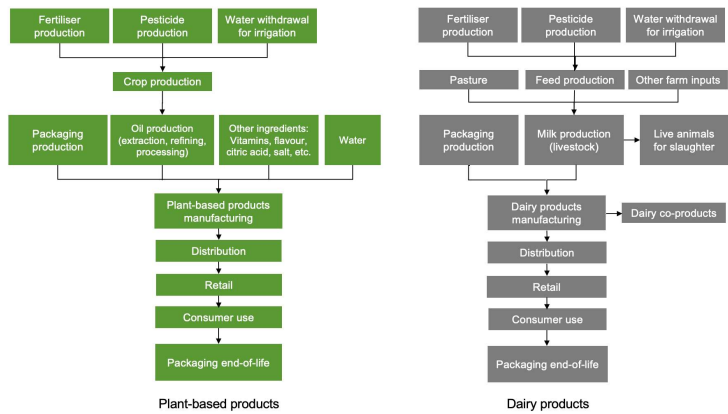 Fertiliser
production
Pesticide
production
Water withdrawal
for irrigation
Crop production
Packaging
production
Oil production
(extraction, refining,
processing)
Other ingredients:
Vitamins, flavour,
citric acid, salt, etc.
Water
Plant-based products
manufacturing
Distribution
Retail
Consumer use
Packaging end-of-life
Plant-based products
Fertiliser
production
Pesticide
production
Water withdrawal
for irrigation
Pasture
Feed production
Other farm inputs
Packaging
production
Milk production
(livestock)
Live animals
for slaughter
Dairy products
manufacturing
Dairy co-products
Distribution
Retail
Consumer use
Packaging end-of-life
Dairy products